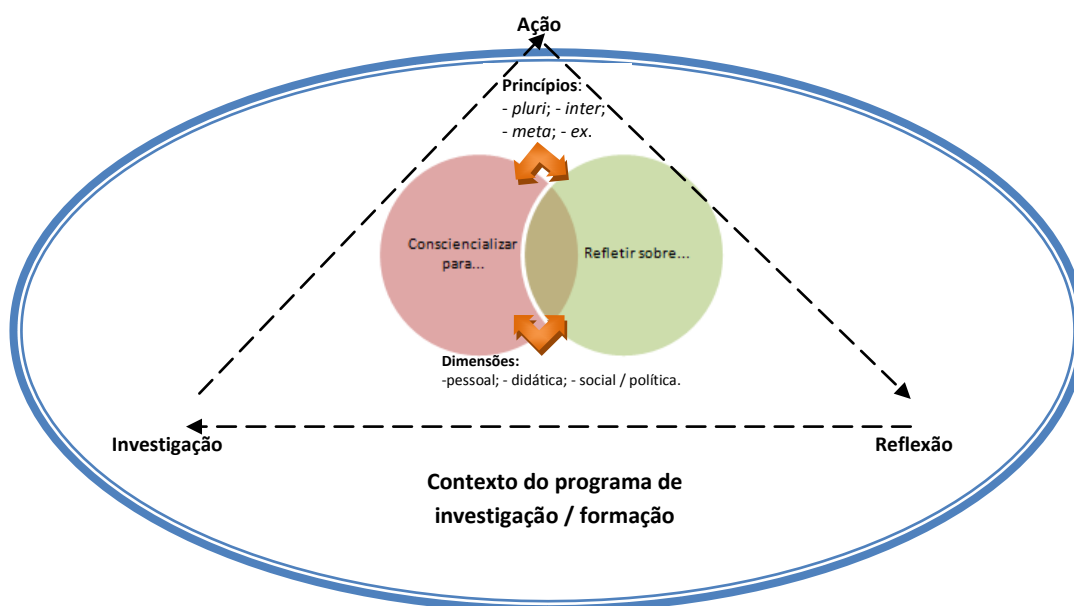 Ação
Princípios:
- pluri; - inter;
- meta; - ex.
Consciencializar
para...
Refletir sobre...
Dimensões:
-pessoal; - didática; - social / política.
Investigação
Reflexão
Contexto do programa de
investigação / formação